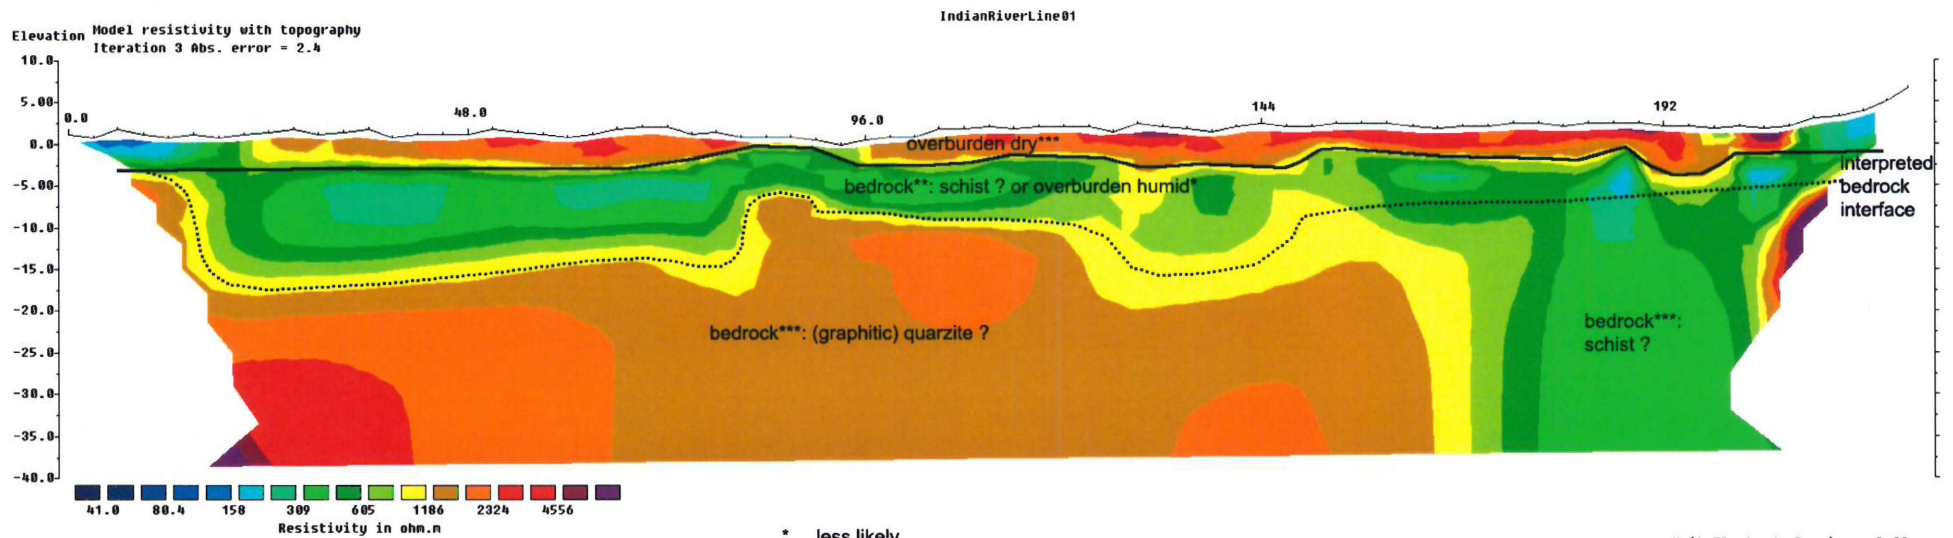 IndianRiverLine01
Elevation Model resistivity with topography
Iteration 3 Abs. error = 2.4
10.0
5.00
0.0
-5.00
-10.0
-15.0
-20.0
-25.0
-30.0
-35.0
-40.0
0.0 48.0 96.0 144 192
overburden dry***
bedrock**: schist ? or overburden humid*
interpreted
bedrock
interface
bedrock***: (graphitic) quarzite ?
bedrock***:
schist ?
41.0 80.4 158 309 605 1186 2324 4556
Resistivity in ohm.m
* less likely